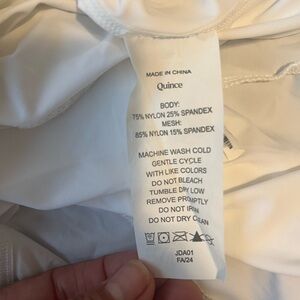 MADE IN CHINA
Quince
BODY:
75% NYLON 25% SPANDEX
MESH:
85% NYLON 15% SPANDEX
MACHINE WASH COLD
GENTLE CYCLE
WITH LIKE COLORS
DO NOT BLEACH
TUMBLE DRY LOW
REMOVE PROMPTLY
DO NOT IRON
DO NOT DRY CLEAN
JDA01
FA/24